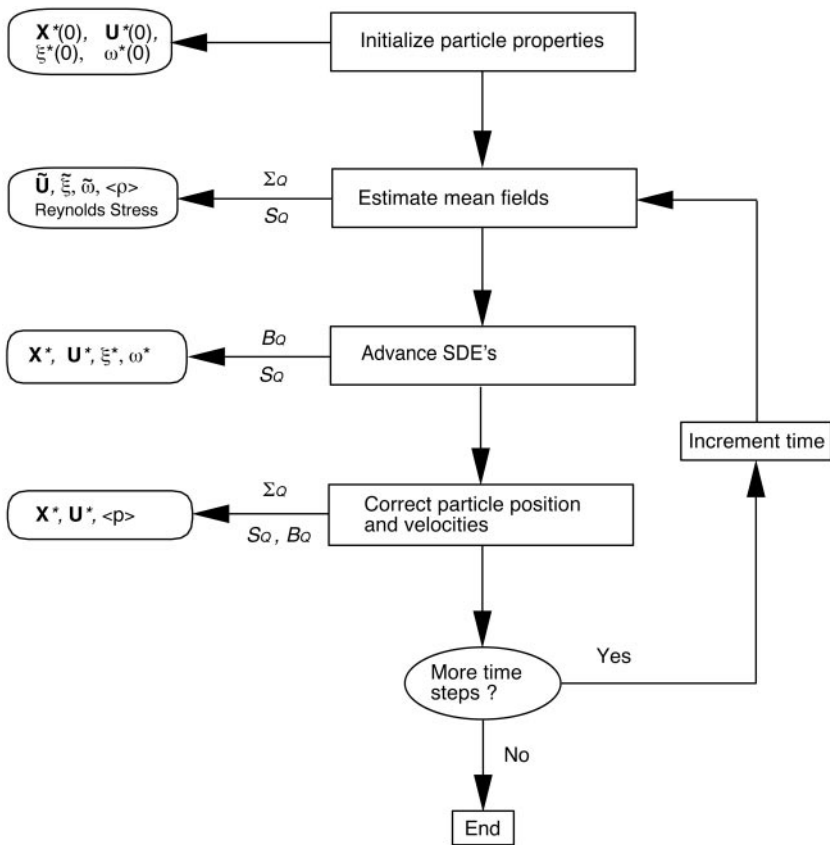 X*(0), U*(0),
ξ*(0), ω*(0)
Initialize particle properties
Ũ, ξ̃, ω̃, <ρ>
Reynolds Stress
ΣQ
SQ
Estimate mean fields
X*, U*, ξ*, ω*
BQ
SQ
Advance SDE's
Increment time
X*, U*, <p>
ΣQ
SQ , BQ
Correct particle position
and velocities
More time
steps ?
Yes
No
End